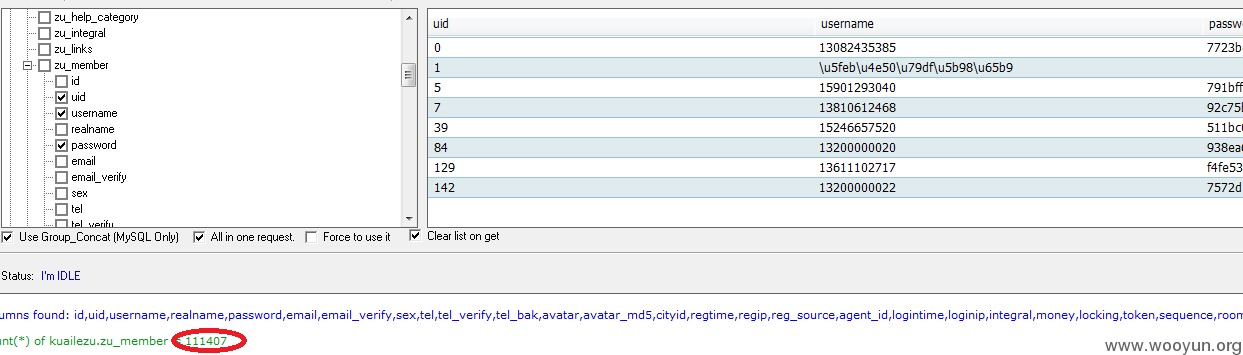 zu_help_category
zu_integral
zu_links
zu_member
id
uid
username
realname
password
email
email_verify
sex
tel
tel_verify
uid username passw
0 13082435385 7723b
1 \u5feb\u4e50\u79df\u5b98\u65b9
5 15901293040 791bff
7 13810612468 92c75
39 15246657520 511bc
84 13200000020 938ea
129 13611102717 f4fe53
142 13200000022 7572d
Use Group_Concat (MySQL Only) All in one request. Force to use it Clear list on get
Status: I'm IDLE
umns found: id,uid,username,realname,password,email,email_verify,sex,tel,tel_verify,tel_bak,avatar,avatar_md5,cityid,regtime,regip,reg_source,agent_id,logintime,loginip,integral,money,locking,token,sequence,room
unt(*) of kuailezu.zu_member 111407
www.wooyun.org